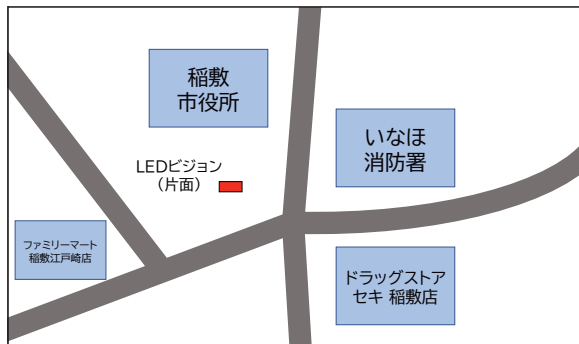 稲敷
市役所
いなほ
消防署
LEDビジョン
（片面）
ファミリーマート
稲敷江戸崎店
ドラッグストア
セキ 稲敷店